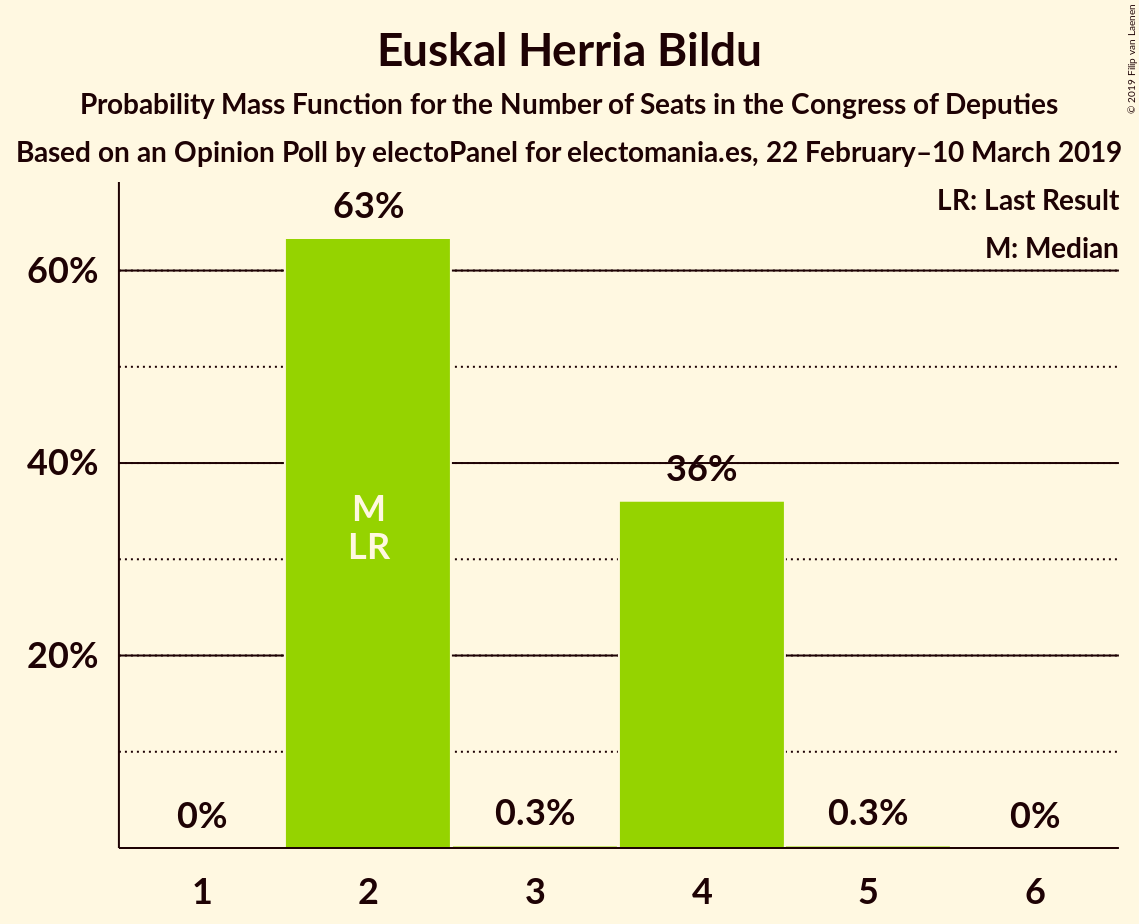 Euskal Herria Bildu
Probability Mass Function for the Number of Seats in the Congress of Deputies
Based on an Opinion Poll by electoPanel for electomania.es, 22 February–10 March 2019
© 2019 Filip van Laenen
LR: Last Result
M: Median
63%
60%
40%
36%
M
LR
20%
0%
0.3%
0.3%
0%
1
2
3
4
5
6